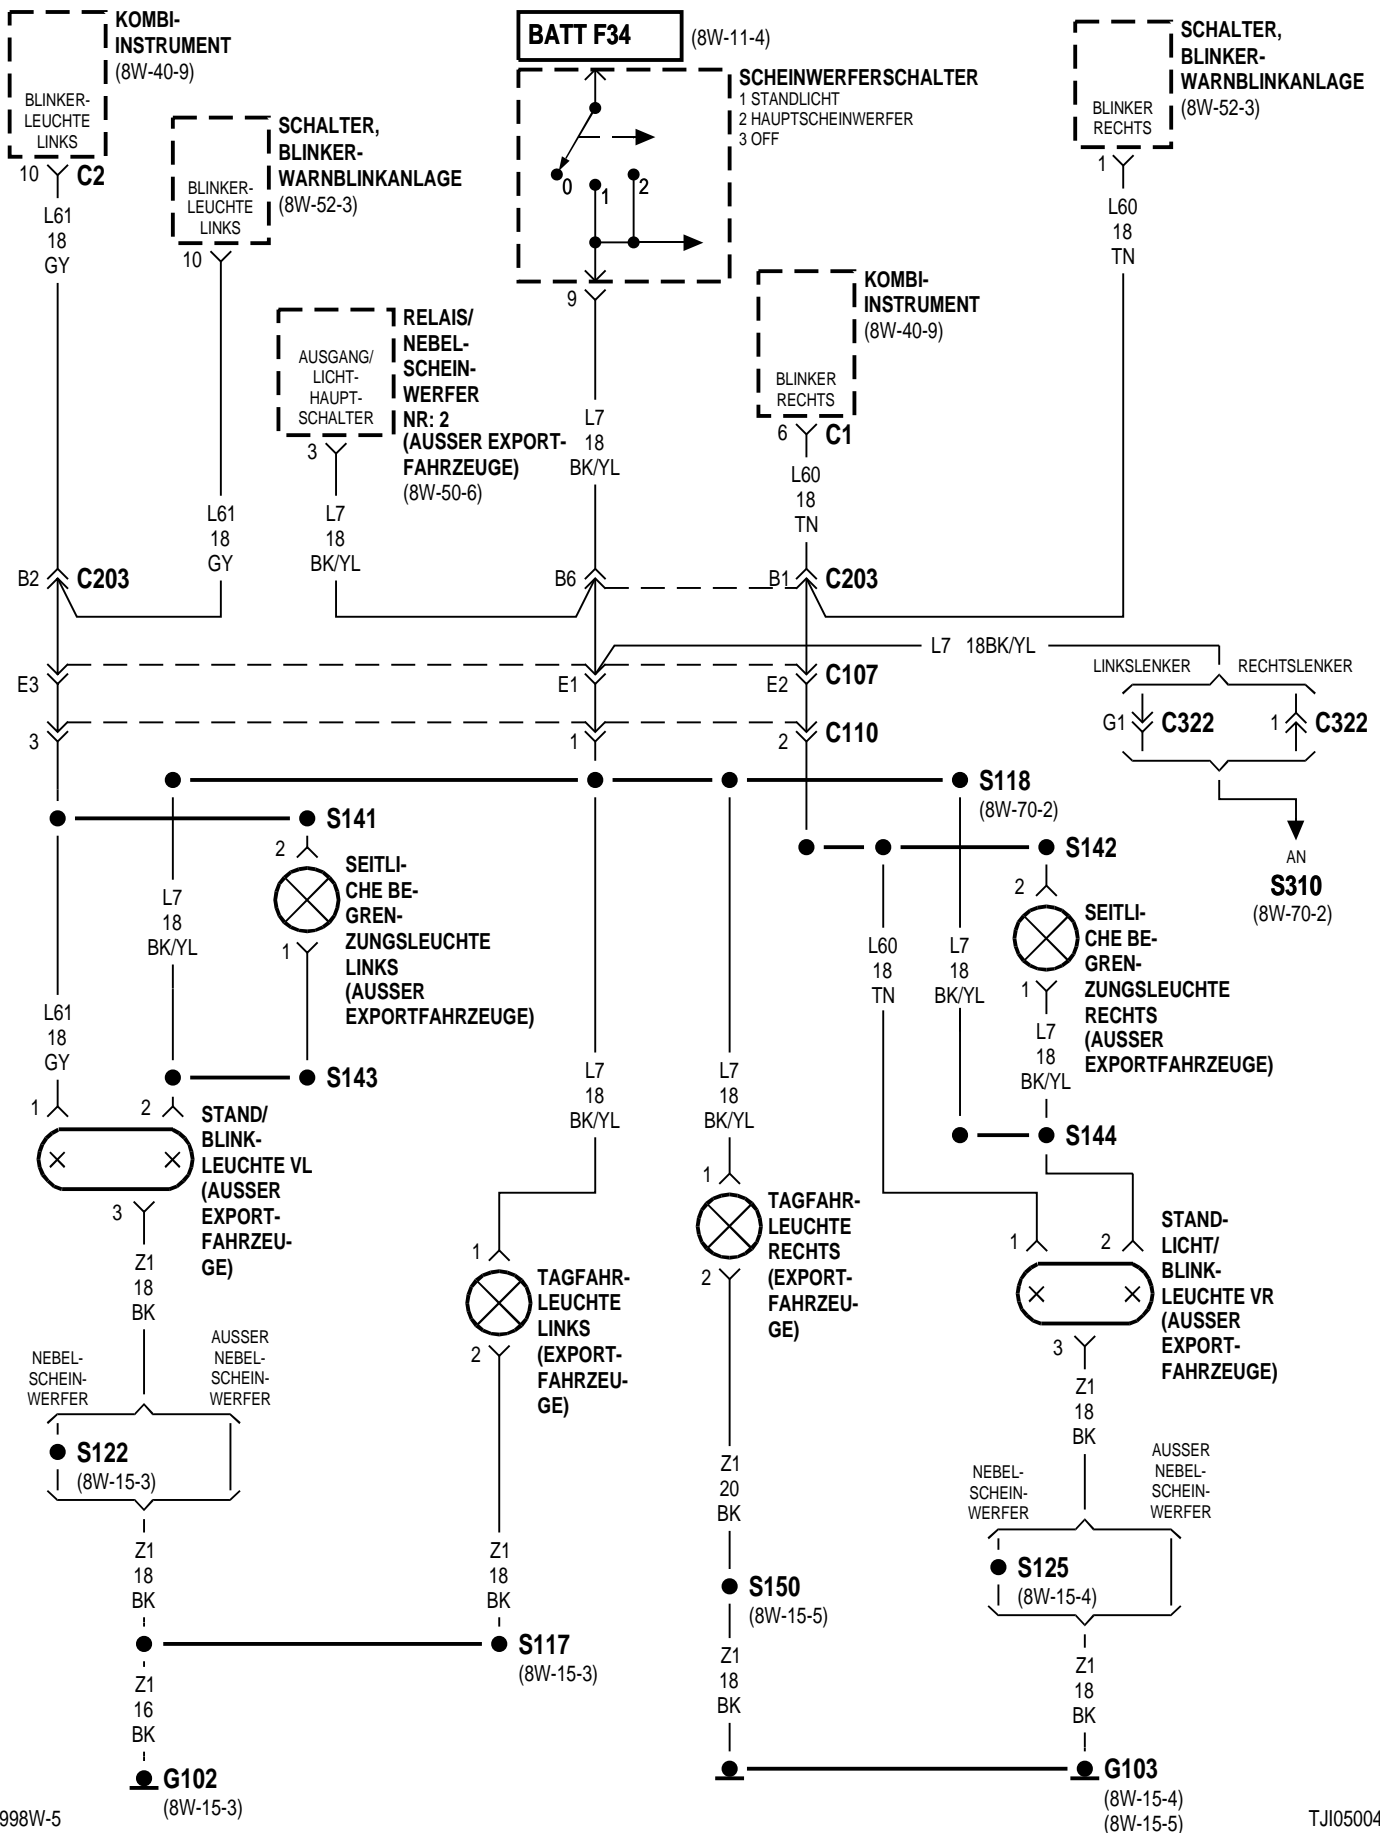 KOMBI-
INSTRUMENT
(8W-40-9)
BLINKER-
LEUCHTE
LINKS
10
C2
L61
18
GY
SCHALTER,
BLINKER-
WARNBLINKANLAGE
(8W-52-3)
BLINKER-
LEUCHTE
LINKS
10
L61
18
GY
BATT F34
(8W-11-4)
SCHEINWERFERSCHALTER
1 STANDLICHT
2 HAUPTSCHEINWERFER
3 OFF
0
1
2
9
L7
18
BK/YL
SCHALTER,
BLINKER-
WARNBLINKANLAGE
(8W-52-3)
BLINKER
RECHTS
1
L60
18
TN
RELAIS/
NEBEL-
SCHEIN-
WERFER
NR: 2
(AUSSER EXPORT-
FAHRZEUGE)
(8W-50-6)
AUSGANG/
LICHT-
HAUPT-
SCHALTER
3
L7
18
BK/YL
KOMBI-
INSTRUMENT
(8W-40-9)
BLINKER
RECHTS
6
C1
L60
18
TN
B2
C203
B6
B1
C203
L7 18BK/YL
E3
E1
E2
C107
3
1
2
C110
LINKSLENKER
RECHTSLENKER
G1
C322
1
C322
AN
S310
(8W-70-2)
S118
(8W-70-2)
S141
2
SEITLI-
CHE BE-
GREN-
ZUNGSLEUCHTE
LINKS
(AUSSER
EXPORTFAHRZEUGE)
1
L7
18
BK/YL
L61
18
GY
S143
S142
2
SEITLI-
CHE BE-
GREN-
ZUNGSLEUCHTE
RECHTS
(AUSSER
EXPORTFAHRZEUGE)
1
L60
18
TN
L7
18
BK/YL
L7
18
BK/YL
S144
L7
18
BK/YL
L7
18
BK/YL
1
2
STAND/
BLINK-
LEUCHTE VL
(AUSSER
EXPORT-
FAHRZEU-
GE)
3
Z1
18
BK
1
TAGFAHR-
LEUCHTE
LINKS
(EXPORT-
FAHRZEU-
GE)
2
1
TAGFAHR-
LEUCHTE
RECHTS
(EXPORT-
FAHRZEU-
GE)
2
1
2
STAND-
LICHT/
BLINK-
LEUCHTE VR
(AUSSER
EXPORT-
FAHRZEUGE)
3
Z1
18
BK
NEBEL-
SCHEIN-
WERFER
AUSSER
NEBEL-
SCHEIN-
WERFER
S122
(8W-15-3)
Z1
18
BK
Z1
18
BK
S117
(8W-15-3)
Z1
16
BK
G102
(8W-15-3)
Z1
20
BK
S150
(8W-15-5)
Z1
18
BK
NEBEL-
SCHEIN-
WERFER
AUSSER
NEBEL-
SCHEIN-
WERFER
S125
(8W-15-4)
Z1
18
BK
G103
(8W-15-4)
(8W-15-5)
998W-5
TJI05004